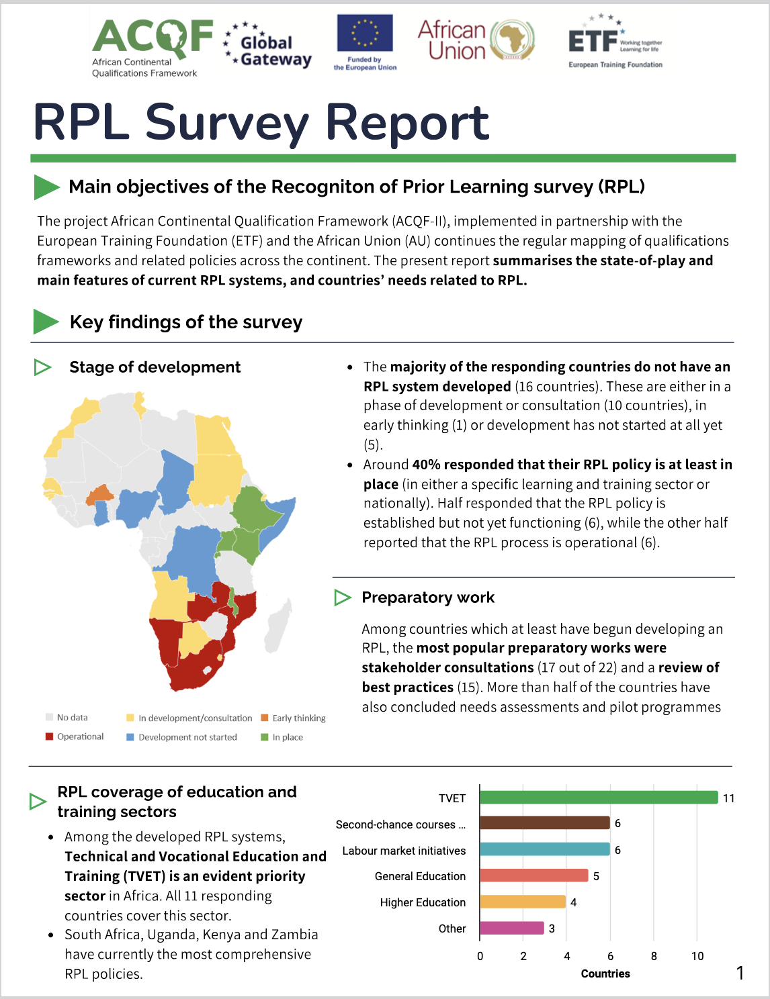 ACQF
African Continental
Qualifications Framework
Global
Gateway
Funded by
the European Union
African
Union
ETF
Working together
Learning for life
European Training Foundation
RPL Survey Report
Main objectives of the Recogniton of Prior Learning survey (RPL)
The project African Continental Qualification Framework (ACQF-II), implemented in partnership with the
European Training Foundation (ETF) and the African Union (AU) continues the regular mapping of qualifications
frameworks and related policies across the continent. The present report summarises the state-of-play and
main features of current RPL systems, and countries’ needs related to RPL.
Key findings of the survey
Stage of development
No data
In development/consultation
Early thinking
Operational
Development not started
In place
• The majority of the responding countries do not have an
RPL system developed (16 countries). These are either in a
phase of development or consultation (10 countries), in
early thinking (1) or development has not started at all yet
(5).
• Around 40% responded that their RPL policy is at least in
place (in either a specific learning and training sector or
nationally). Half responded that the RPL policy is
established but not yet functioning (6), while the other half
reported that the RPL process is operational (6).
Preparatory work
Among countries which at least have begun developing an
RPL, the most popular preparatory works were
stakeholder consultations (17 out of 22) and a review of
best practices (15). More than half of the countries have
also concluded needs assessments and pilot programmes
RPL coverage of education and
training sectors
• Among the developed RPL systems,
Technical and Vocational Education and
Training (TVET) is an evident priority
sector in Africa. All 11 responding
countries cover this sector.
• South Africa, Uganda, Kenya and Zambia
have currently the most comprehensive
RPL policies.
TVET 11
Second-chance courses ... 6
Labour market initiatives 6
General Education 5
Higher Education 4
Other 3
0 2 4 6 8 10
Countries
1